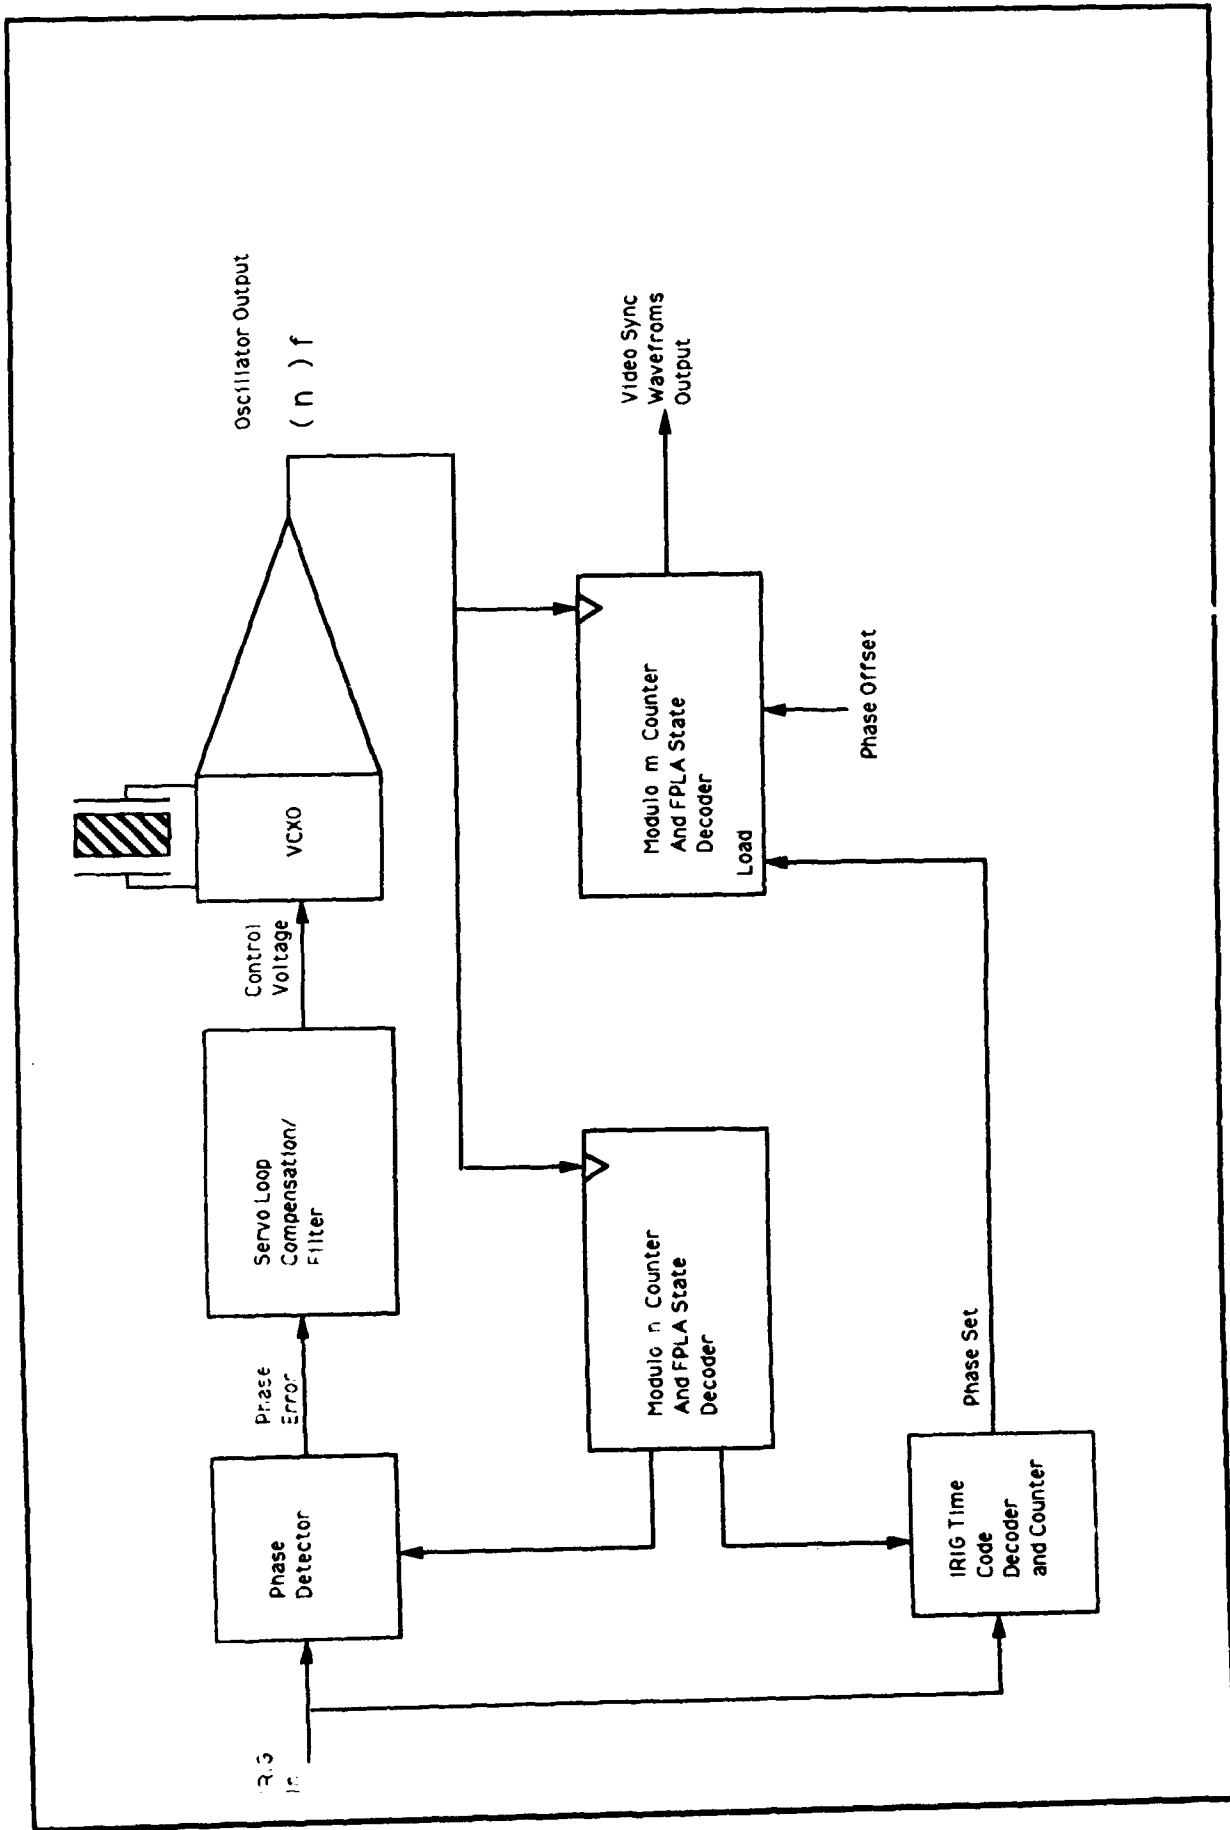 Oscillator Output
( n ) f
VCXO
Control
Voltage
Servo Loop
Compensation/
Filter
Phase
Error
Phase
Detector
In
Video Sync
Wavefroms
Output
Modulo m Counter
And FPLA State
Decoder
Load
Phase Offset
Modulo n Counter
And FPLA State
Decoder
Phase Set
IRIG Time
Code
Decoder
and Counter